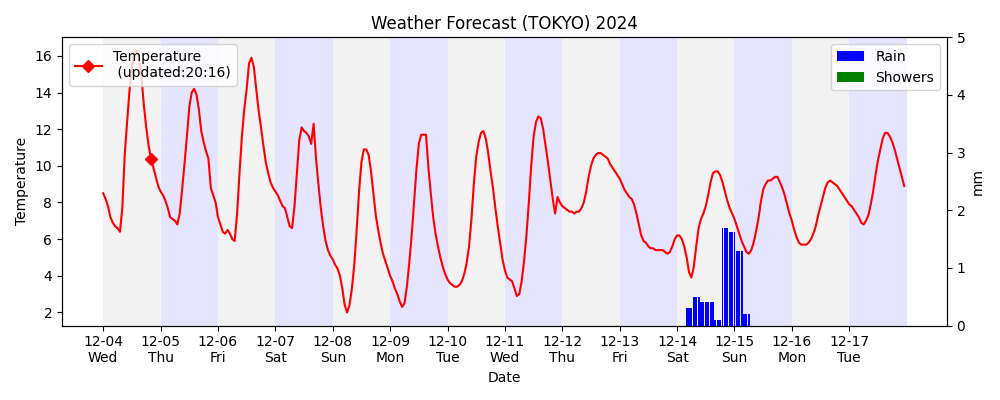 Weather Forecast (TOKYO) 2024
Temperature
(updated:20:16)
Rain
Showers
Temperature
16
14
12
10
8
6
4
2
5
4
3
2
1
0
mm
12-04 12-05 12-06 12-07 12-08 12-09 12-10 12-11 12-12 12-13 12-14 12-15 12-16 12-17
Wed Thu Fri Sat Sun Mon Tue Wed Thu Fri Sat Sun Mon Tue
Date